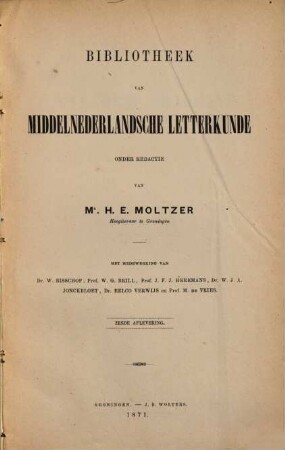 BIBLIOTHEEK
VAN
MIDDELNEDERLANDSCHE LETTERKUNDE
ONDER REDACTIE
VAN
Mr. H. E. MOLTZER
Hoogleeraar te Groningen
MET MEDEWERKING VAN
Dr. W. BISSCHOP, Prof. W. G. BRILL, Prof. J. F. J. HEREMANS, Dr. W. J. A.
JONCKBLOET, Dr. EELCO VERWIJS en Prof. M. DE VRIES.
ZESDE AFLEVERING.
GRONINGEN. — J. B. WOLTERS.
1871.